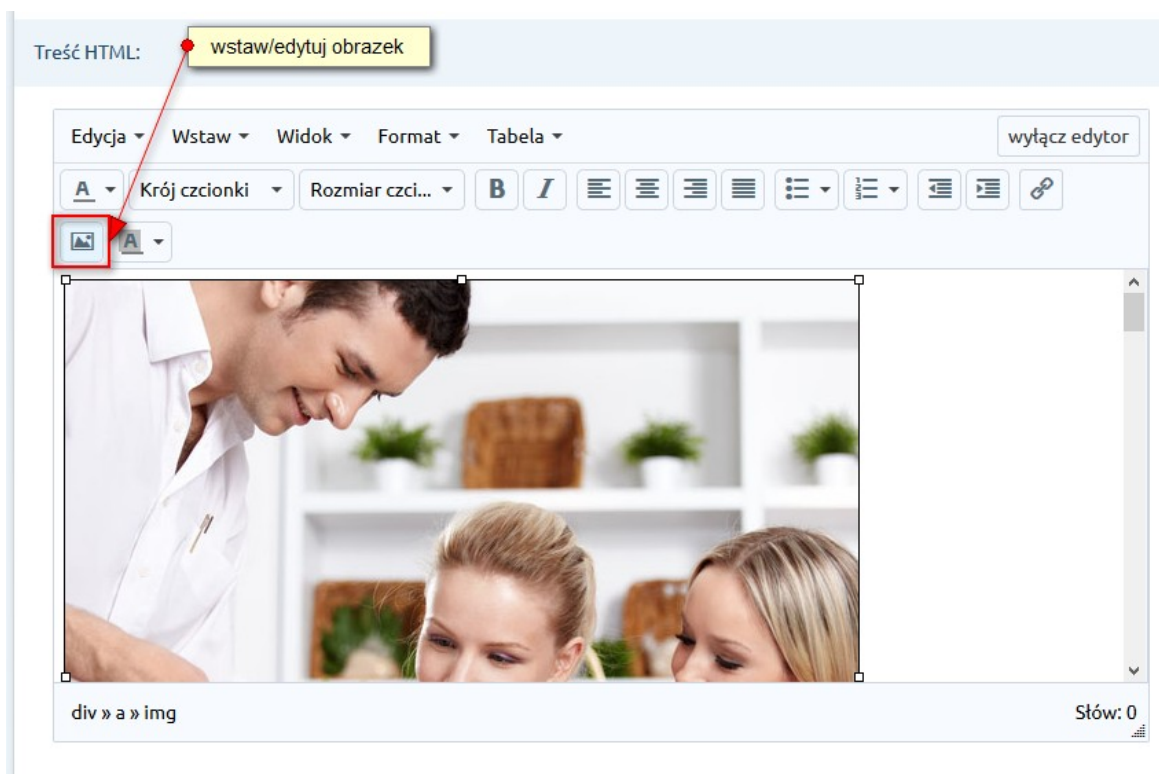 Treść HTML:
wstaw/edytuj obrazek
Edycja Wstaw Widok Format Tabela wyłącz edytor
A Krój czcionki Rozmiar czci... B I
A
div » a » img Słów: 0